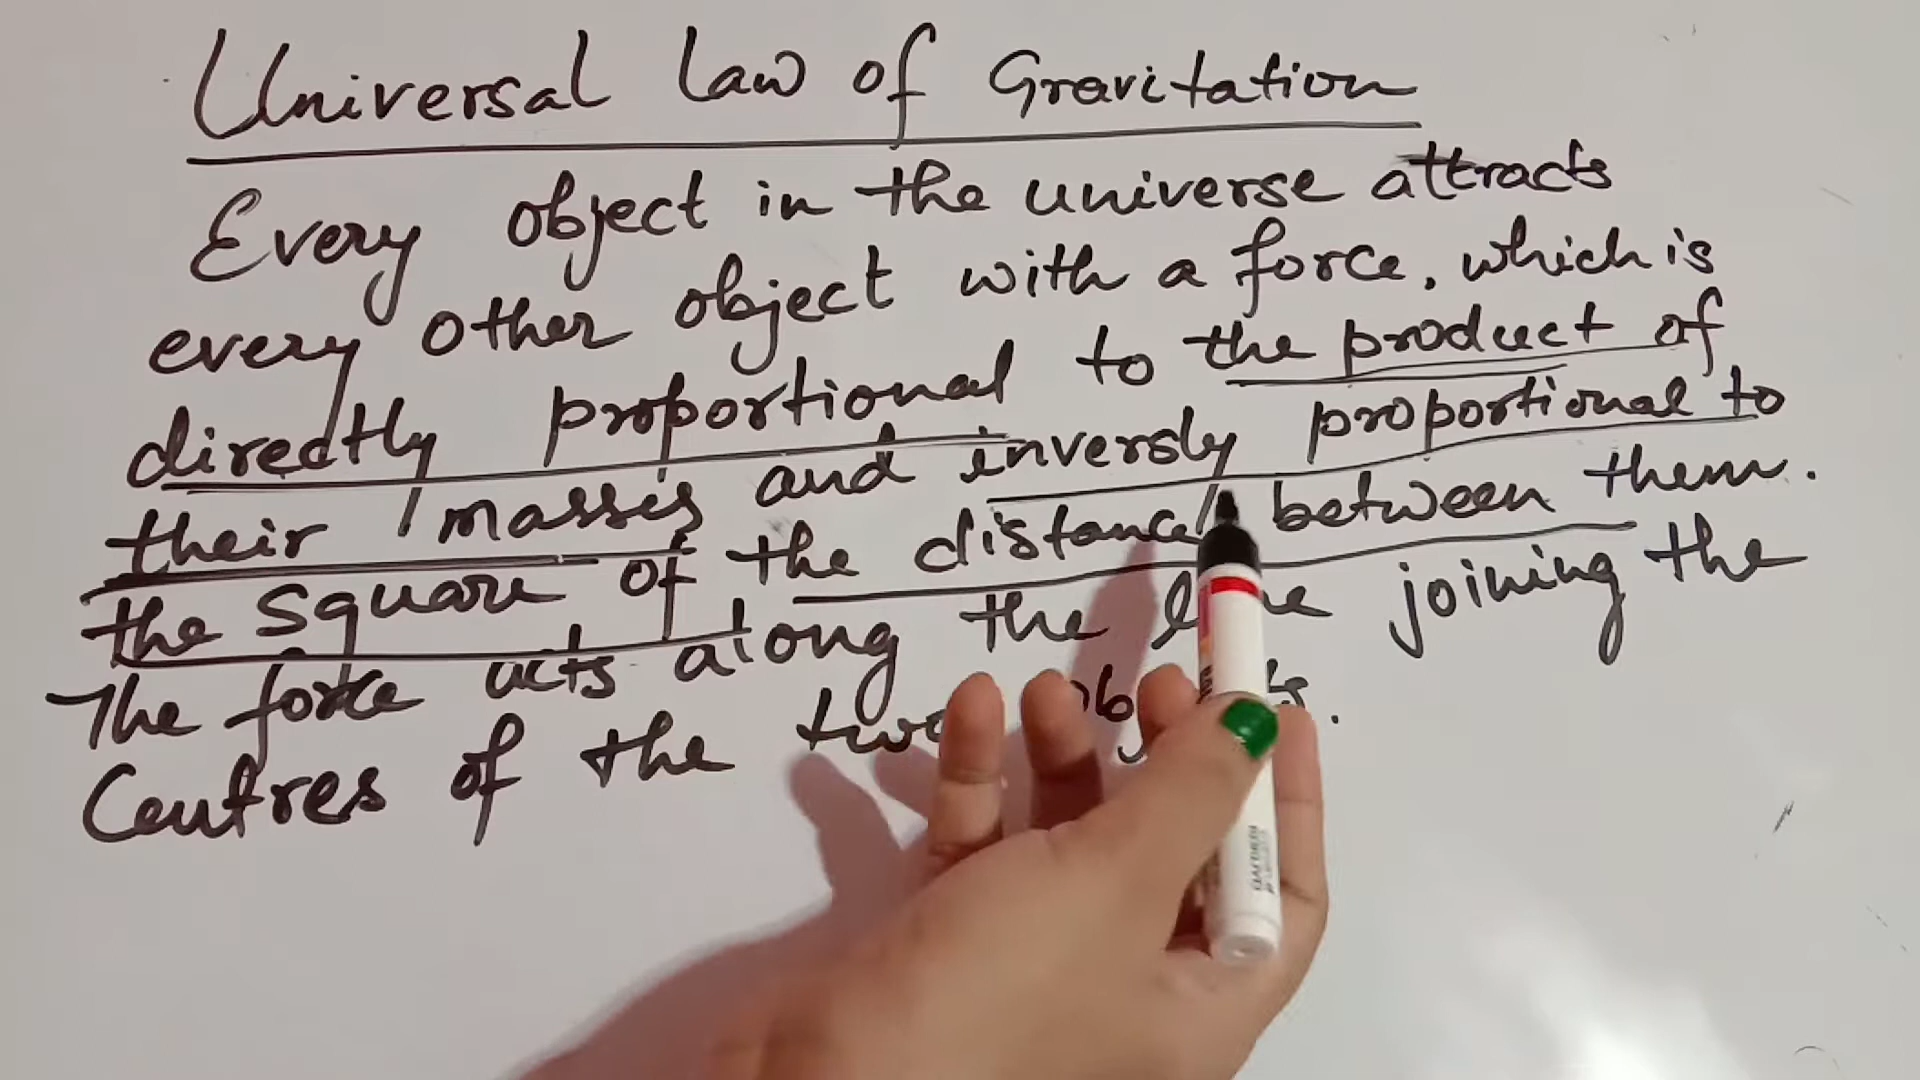 Universal Law of Gravitation
Every object in the universe attracts
every other object with a force, which is
directly proportional to the product of
their masses and inversly proportional to
the square of the distance between them.
The force acts along the line joining the
Centres of the two objects.